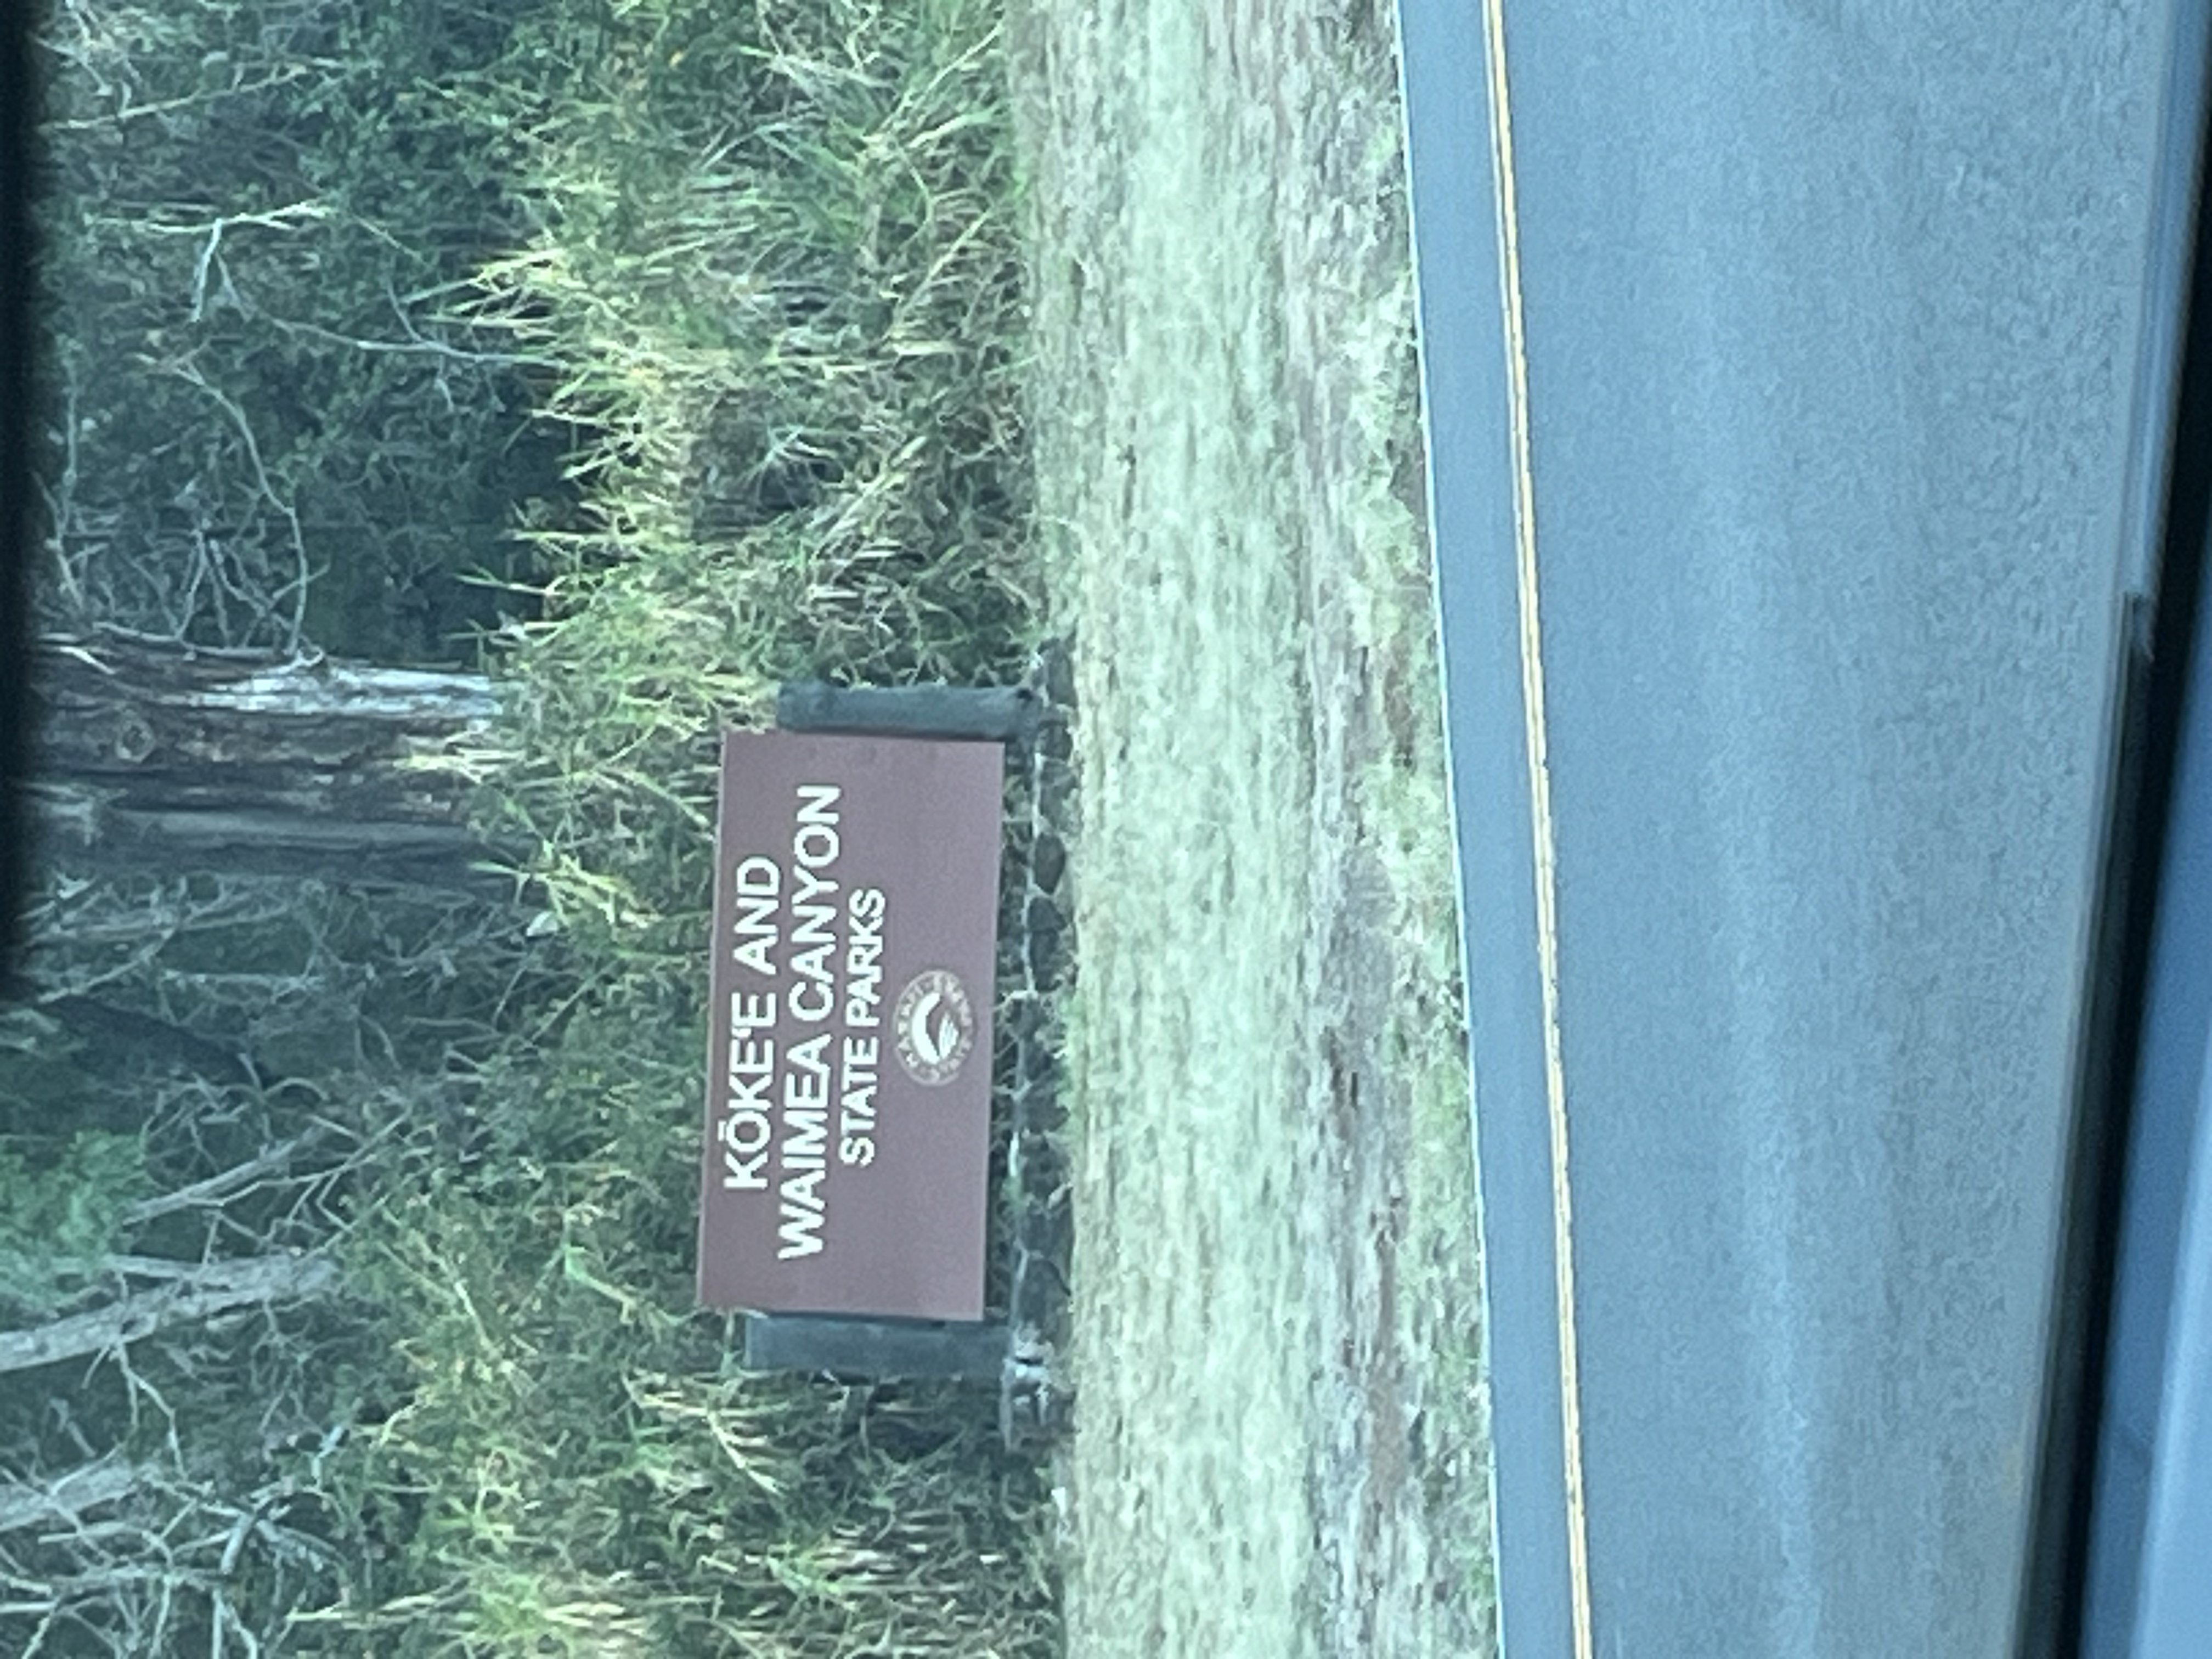 KŌKEʻE AND
WAIMEA CANYON
STATE PARKS